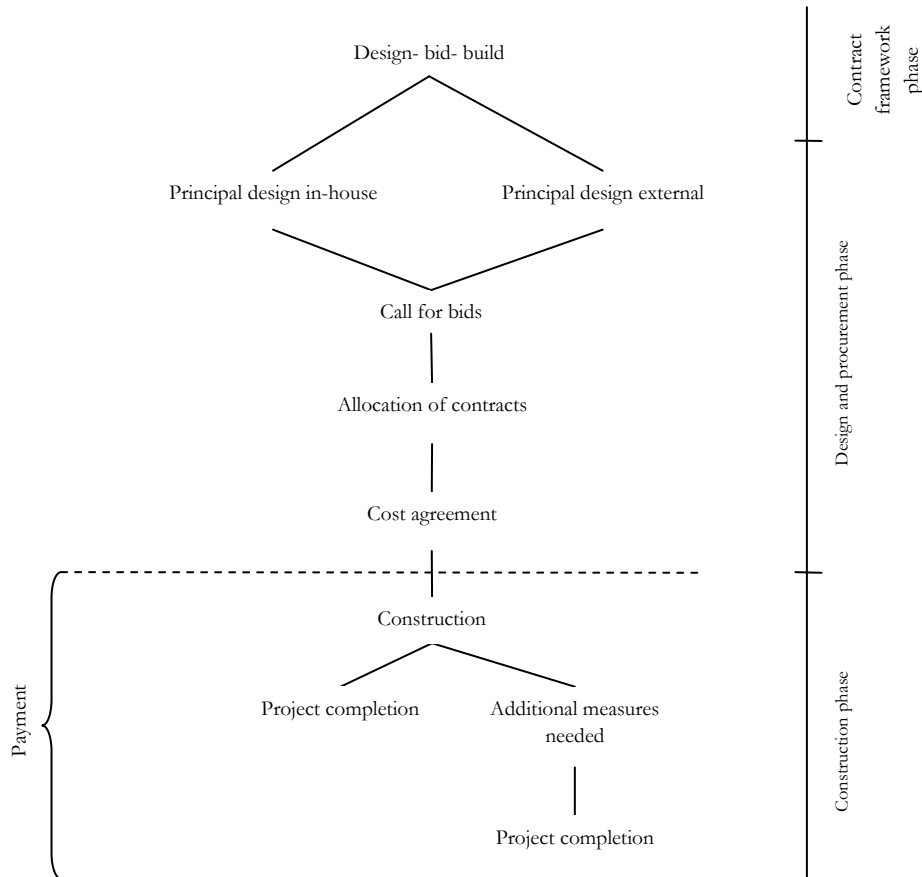 Design- bid- build
Contract
framework
phase
Principal design in-house
Principal design external
Call for bids
Allocation of contracts
Cost agreement
Design and procurement phase
Construction
Project completion
Additional measures
needed
Project completion
Payment
Construction phase